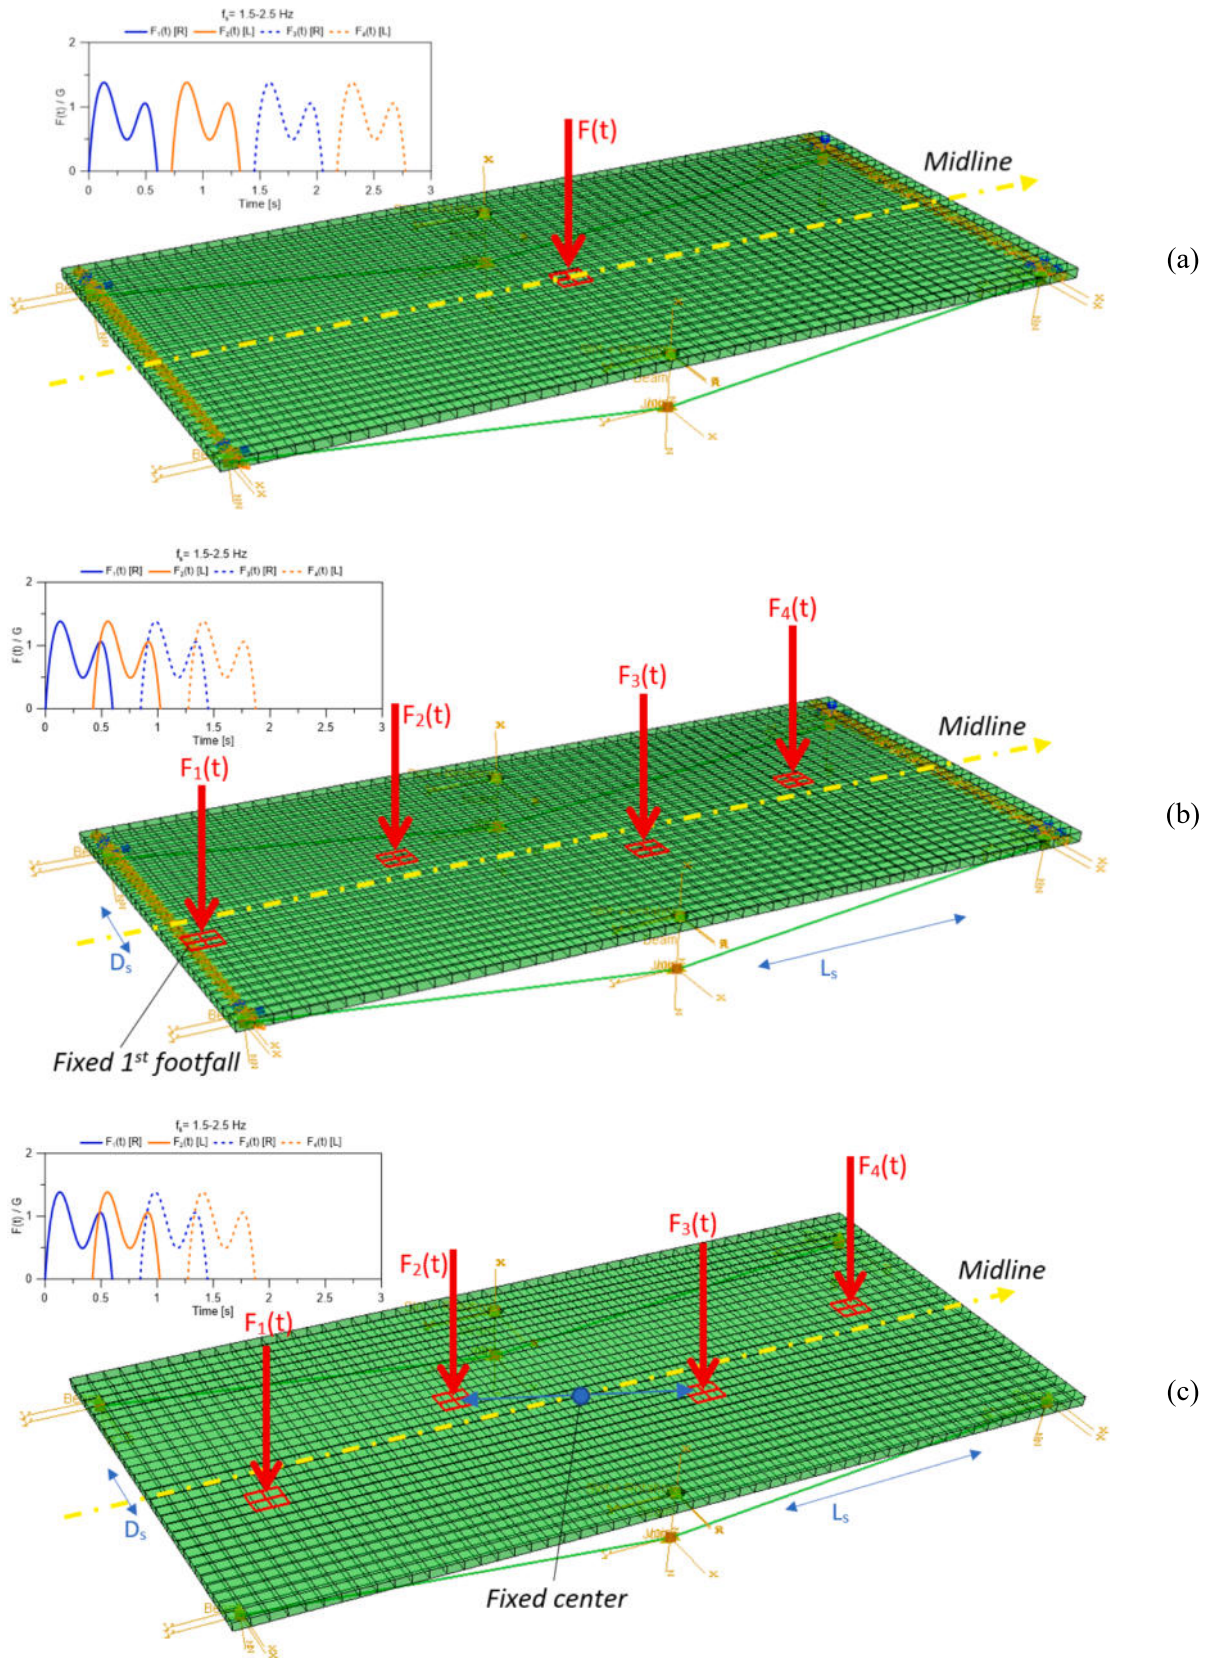 fs= 1.5-2.5 Hz
F1(t) [R] F2(t) [L] F3(t) [R] F4(t) [L]
2
1
0
F(t) / G
0 0.5 1 1.5 2 2.5 3
Time [s]
F(t)
Midline
(a)
Beam
fs= 1.5-2.5 Hz
F1(t) [R] F2(t) [L] F3(t) [R] F4(t) [L]
2
1
0
F(t) / G
0 0.5 1 1.5 2 2.5 3
Time [s]
F4(t)
F3(t)
F2(t)
F1(t)
Midline
(b)
Beam
Ds
Ls
Fixed 1st footfall
fs= 1.5-2.5 Hz
F1(t) [R] F2(t) [L] F3(t) [R] F4(t) [L]
2
1
0
F(t) / G
0 0.5 1 1.5 2 2.5 3
Time [s]
F4(t)
F3(t)
F2(t)
F1(t)
Midline
(c)
Ds
Ls
Fixed center